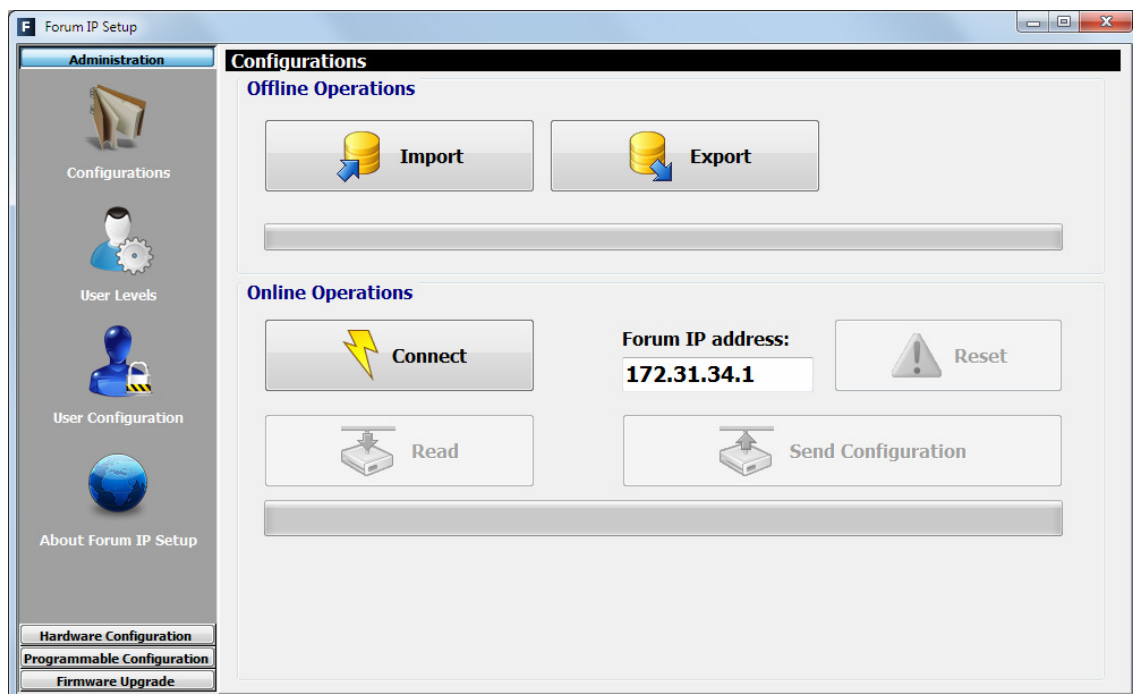 F Forum IP Setup
Administration
Configurations
User Levels
User Configuration
About Forum IP Setup
Hardware Configuration
Programmable Configuration
Firmware Upgrade
Configurations
Offline Operations
Import Export
Online Operations
Connect Forum IP address: Reset
172.31.34.1
Read Send Configuration